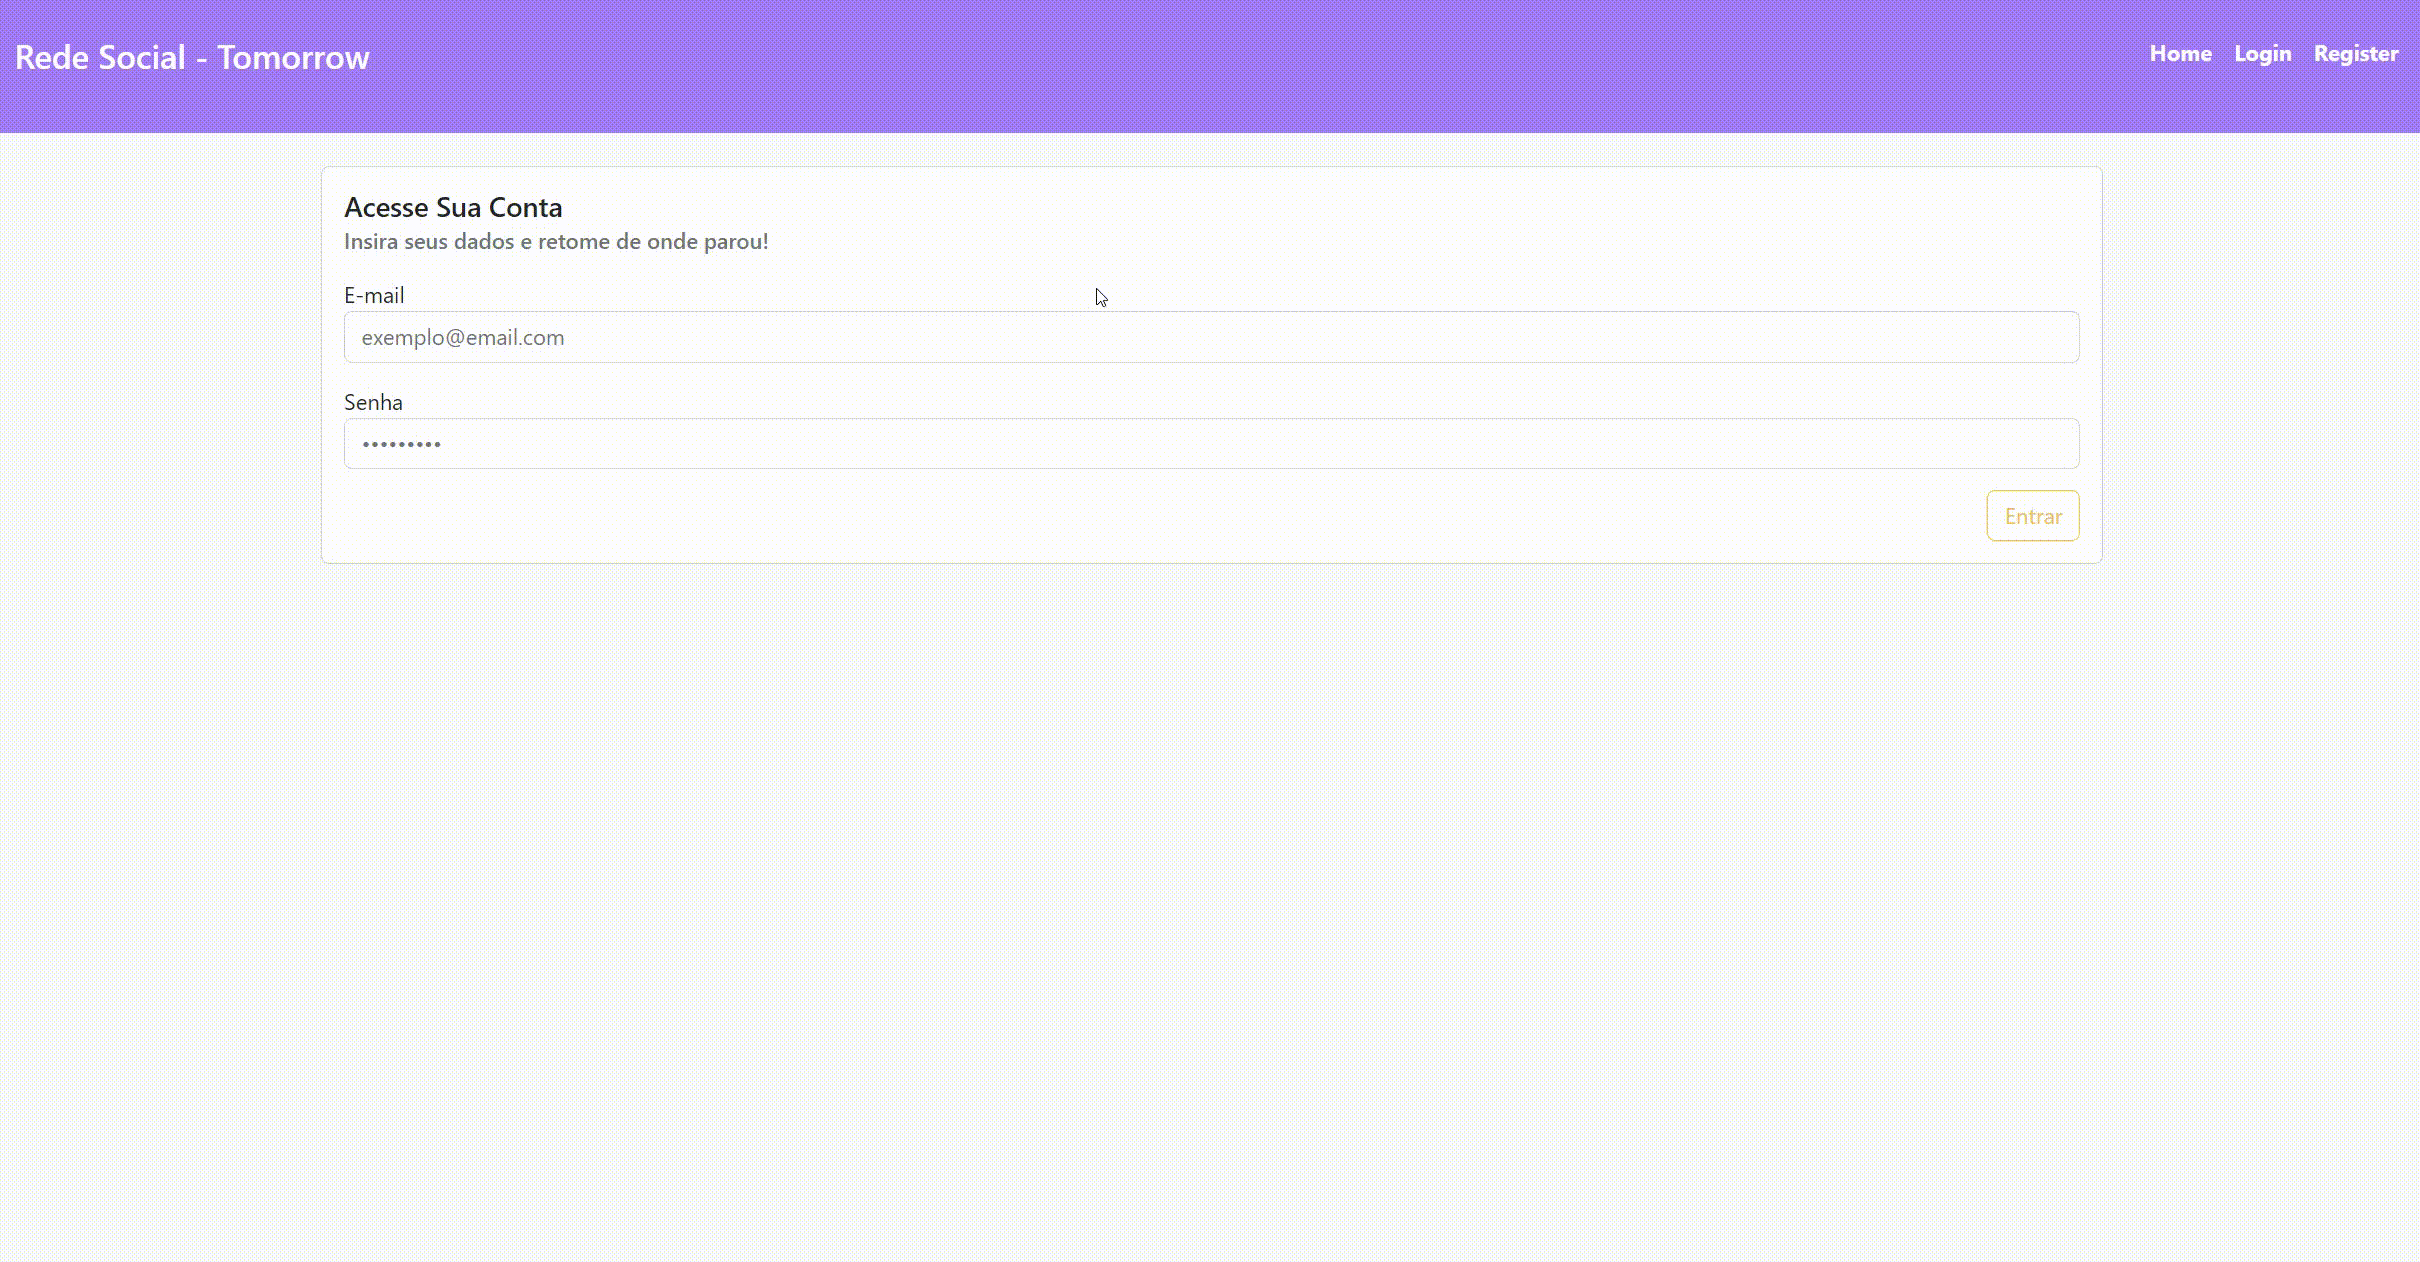 Rede Social - Tomorrow
Home Login Register
Acesse Sua Conta
Insira seus dados e retome de onde parou!
E-mail
exemplo@email.com
Senha
•••••••••
Entrar